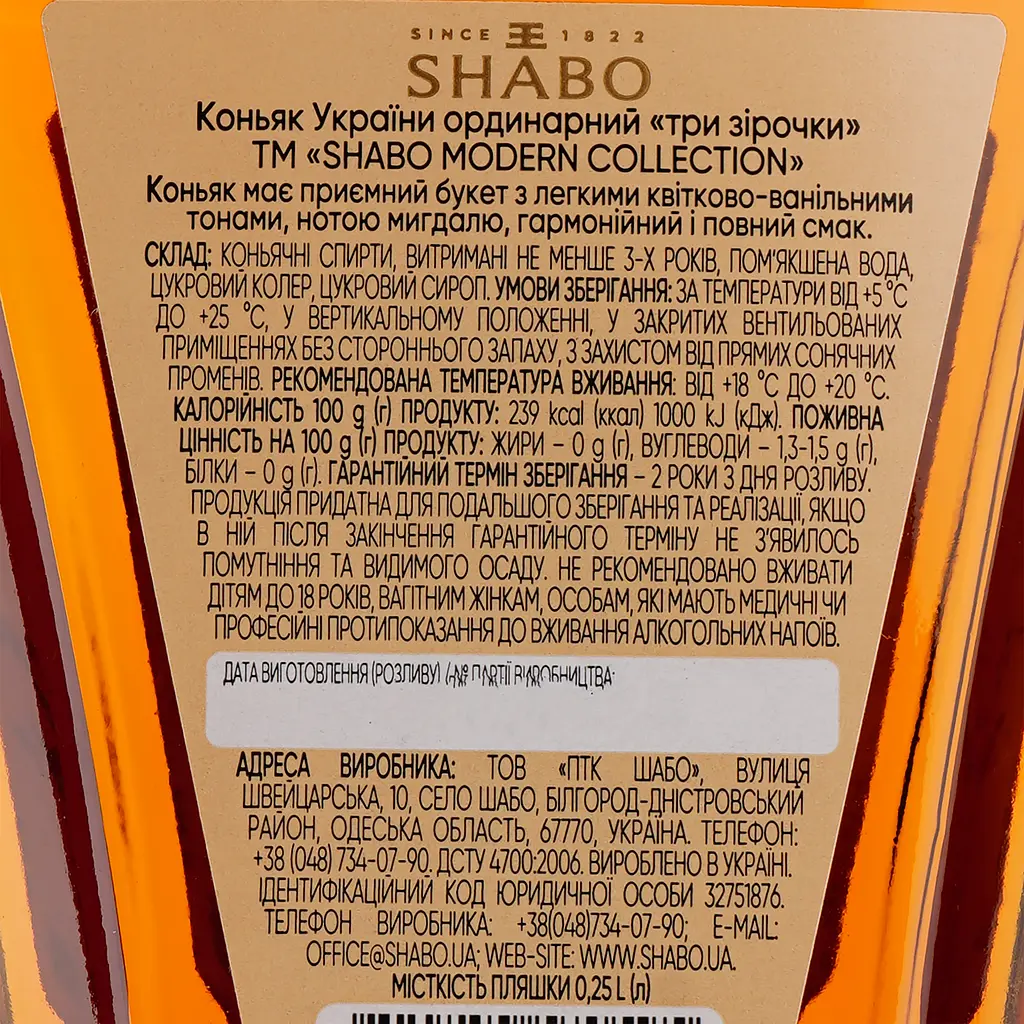 SINCE 1822
SHABO
Коньяк України ординарний «три зірочки»
ТМ «SHABO MODERN COLLECTION»
Коньяк має приємний букет з легкими квітково-ванільними
тонами, нотою мигдалю, гармонійний і повний смак.
СКЛАД: КОНЬЯЧНІ СПИРТИ, ВИТРИМАНІ НЕ МЕНШЕ 3-Х РОКІВ, ПОМ'ЯКШЕНА ВОДА,
ЦУКРОВИЙ КОЛЕР, ЦУКРОВИЙ СИРОП. УМОВИ ЗБЕРІГАННЯ: ЗА ТЕМПЕРАТУРИ ВІД +5 °С
ДО +25 °С, У ВЕРТИКАЛЬНОМУ ПОЛОЖЕННІ, У ЗАКРИТИХ ВЕНТИЛЬОВАНИХ
ПРИМІЩЕННЯХ БЕЗ СТОРОННЬОГО ЗАПАХУ, З ЗАХИСТОМ ВІД ПРЯМИХ СОНЯЧНИХ
ПРОМЕНІВ. РЕКОМЕНДОВАНА ТЕМПЕРАТУРА ВЖИВАННЯ: ВІД +18 °С ДО +20 °С.
КАЛОРІЙНІСТЬ 100 g (г) ПРОДУКТУ: 239 kcal (ккал) 1000 kJ (кДж). ПОЖИВНА
ЦІННІСТЬ НА 100 g (г) ПРОДУКТУ: ЖИРИ – 0 g (г), ВУГЛЕВОДИ – 1,3-1,5 g (г),
БІЛКИ – 0 g (г). ГАРАНТІЙНИЙ ТЕРМІН ЗБЕРІГАННЯ – 2 РОКИ З ДНЯ РОЗЛИВУ.
ПРОДУКЦІЯ ПРИДАТНА ДЛЯ ПОДАЛЬШОГО ЗБЕРІГАННЯ ТА РЕАЛІЗАЦІЇ, ЯКЩО
В НІЙ ПІСЛЯ ЗАКІНЧЕННЯ ГАРАНТІЙНОГО ТЕРМІНУ НЕ З'ЯВИЛОСЬ
ПОМУТНІННЯ ТА ВИДИМОГО ОСАДУ. НЕ РЕКОМЕНДОВАНО ВЖИВАТИ
ДІТЯМ ДО 18 РОКІВ, ВАГІТНИМ ЖІНКАМ, ОСОБАМ, ЯКІ МАЮТЬ МЕДИЧНІ ЧИ
ПРОФЕСІЙНІ ПРОТИПОКАЗАННЯ ДО ВЖИВАННЯ АЛКОГОЛЬНИХ НАПОЇВ.
ДАТА ВИГОТОВЛЕННЯ (РОЗЛИВУ) / № ПАРТІЇ ВИРОБНИЦТВА:
АДРЕСА ВИРОБНИКА: ТОВ «ПТК ШАБО», ВУЛИЦЯ
ШВЕЙЦАРСЬКА, 10, СЕЛО ШАБО, БІЛГОРОД-ДНІСТРОВСЬКИЙ
РАЙОН, ОДЕСЬКА ОБЛАСТЬ, 67770, УКРАЇНА. ТЕЛЕФОН:
+38 (048) 734-07-90. ДСТУ 4700:2006. ВИРОБЛЕНО В УКРАЇНІ.
ІДЕНТИФІКАЦІЙНИЙ КОД ЮРИДИЧНОЇ ОСОБИ 32751876.
ТЕЛЕФОН ВИРОБНИКА: +38(048)734-07-90; E-MAIL:
OFFICE@SHABO.UA; WEB-SITE: WWW.SHABO.UA.
МІСТКІСТЬ ПЛЯШКИ 0,25 L (л)